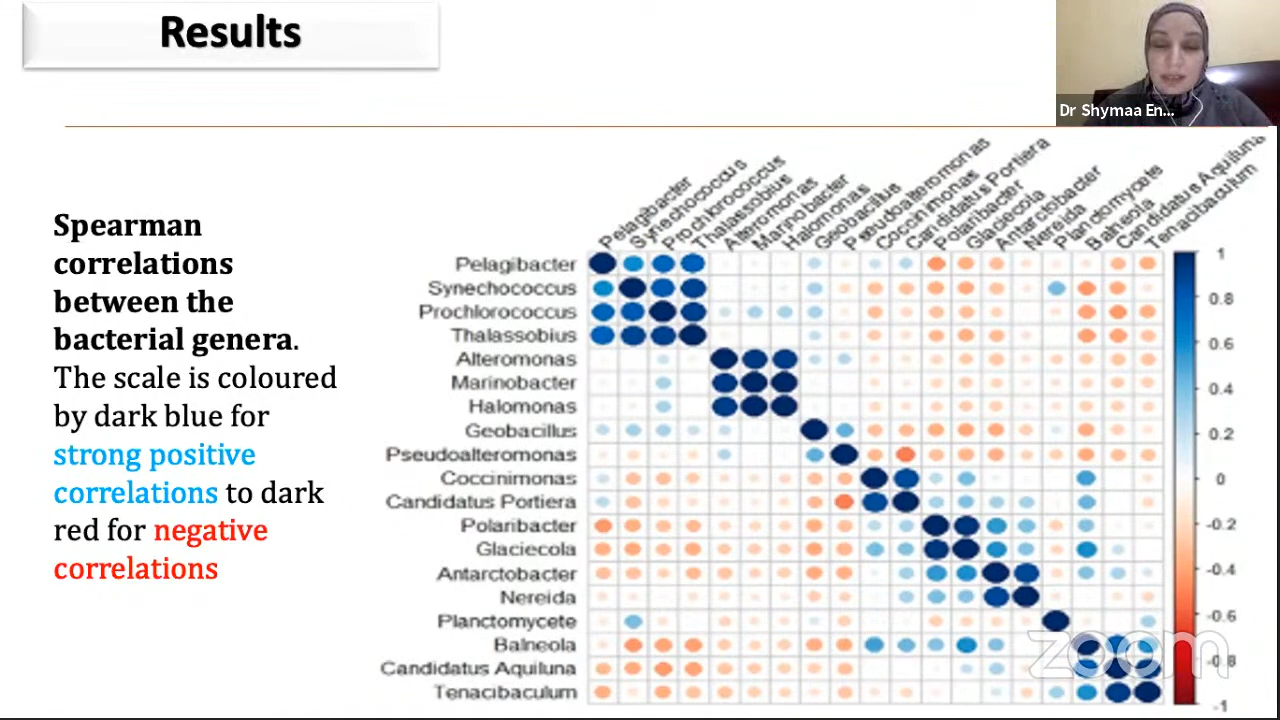 Results
Dr Shymaa En...
Spearman
correlations
between the
bacterial genera.
The scale is coloured
by dark blue for
strong positive
correlations to dark
red for negative
correlations
Pelagibacter
Synechococcus
Prochlorococcus
Thalassobius
Alteromonas
Marinobacter
Halomonas
Geobacillus
Pseudoalteromonas
Coccinimonas
Candidatus Portiera
Polaribacter
Glaciecola
Antarctobacter
Nereida
Planctomycete
Balneola
Candidatus Aquiluna
Tenacibaculum
Pelagibacter
Synechococcus
Prochlorococcus
Thalassobius
Alteromonas
Marinobacter
Halomonas
Geobacillus
Pseudoalteromonas
Coccinimonas
Candidatus Portiera
Polaribacter
Glaciecola
Antarctobacter
Nereida
Planctomycete
Balneola
Candidatus Aquiluna
Tenacibaculum
1
0.8
0.6
0.4
0.2
0
-0.2
-0.4
-0.6
-0.8
-1
zoom